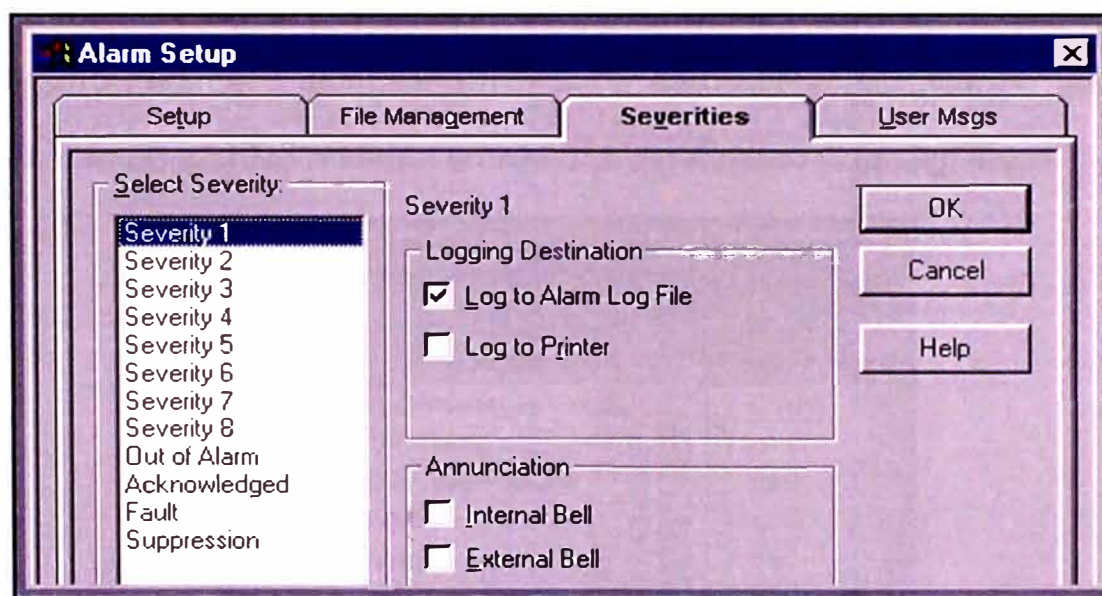 Alarm Setup
Setup
File Management
Severities
User Msgs
Select Severity:
Severity 1
Severity 2
Severity 3
Severity 4
Severity 5
Severity 6
Severity 7
Severity 8
Out of Alarm
Acknowledged
Fault
Suppression
Severity 1
Logging Destination
Log to Alarm Log File
Log to Printer
Annunciation
Internal Bell
External Bell
OK
Cancel
Help